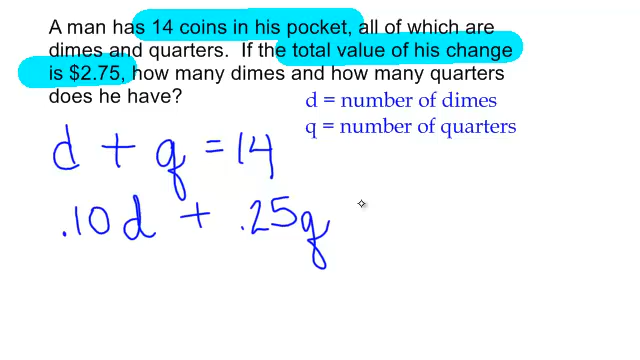 A man has 14 coins in his pocket, all of which are
dimes and quarters.  If the total value of his change
is $2.75, how many dimes and how many quarters
does he have?
d = number of dimes
q = number of quarters
d + q = 14
.10d + .25q